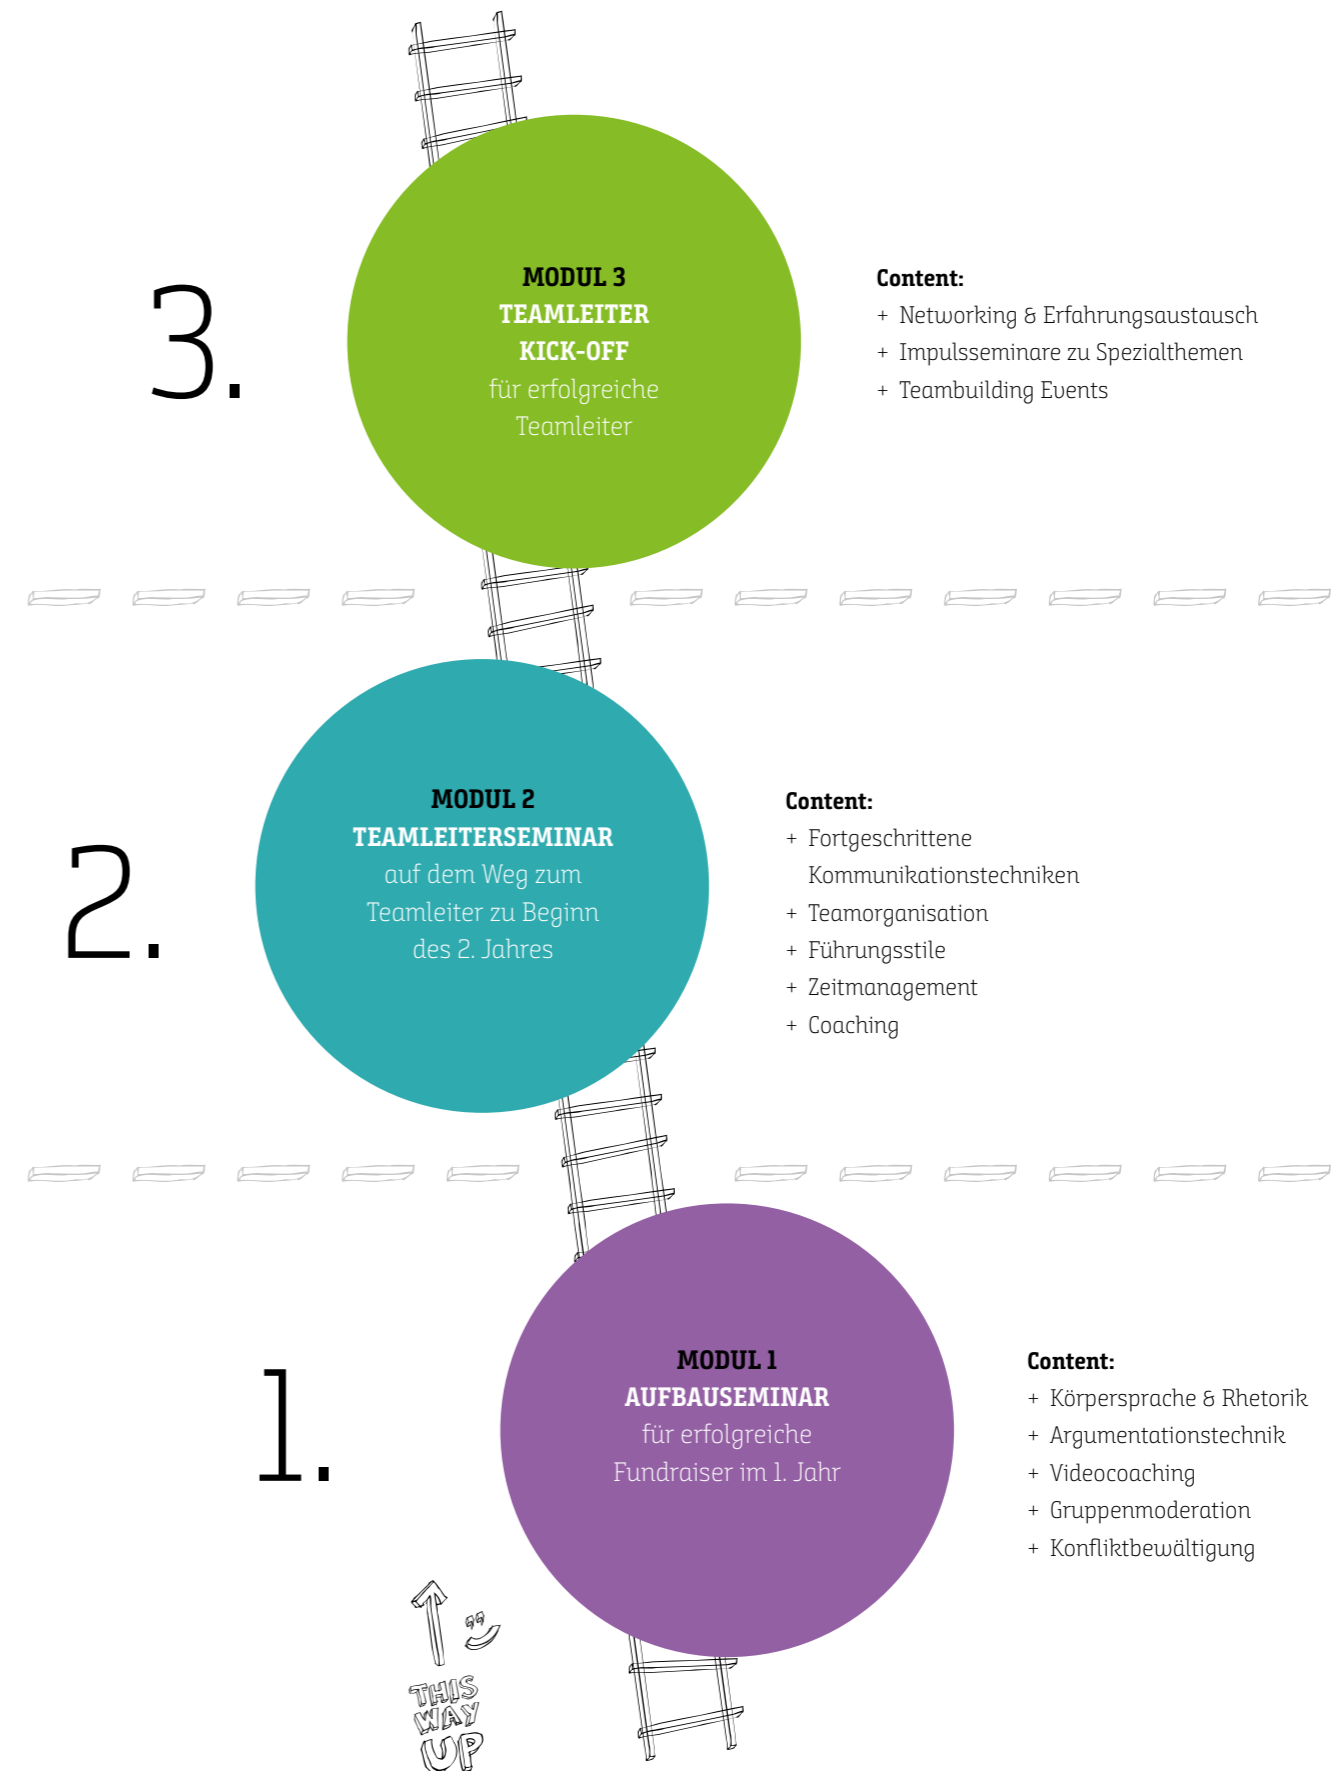 3.
MODUL 3
TEAMLEITER
KICK-OFF
für erfolgreiche
Teamleiter
Content:
+ Networking & Erfahrungsaustausch
+ Impulsseminare zu Spezialthemen
+ Teambuilding Events
2.
MODUL 2
TEAMLEITERSEMINAR
auf dem Weg zum
Teamleiter zu Beginn
des 2. Jahres
Content:
+ Fortgeschrittene
Kommunikationstechniken
+ Teamorganisation
+ Führungsstile
+ Zeitmanagement
+ Coaching
1.
MODUL 1
AUFBAUSEMINAR
für erfolgreiche
Fundraiser im 1. Jahr
Content:
+ Körpersprache & Rhetorik
+ Argumentationstechnik
+ Videocoaching
+ Gruppenmoderation
+ Konfliktbewältigung
THIS
WAY
UP